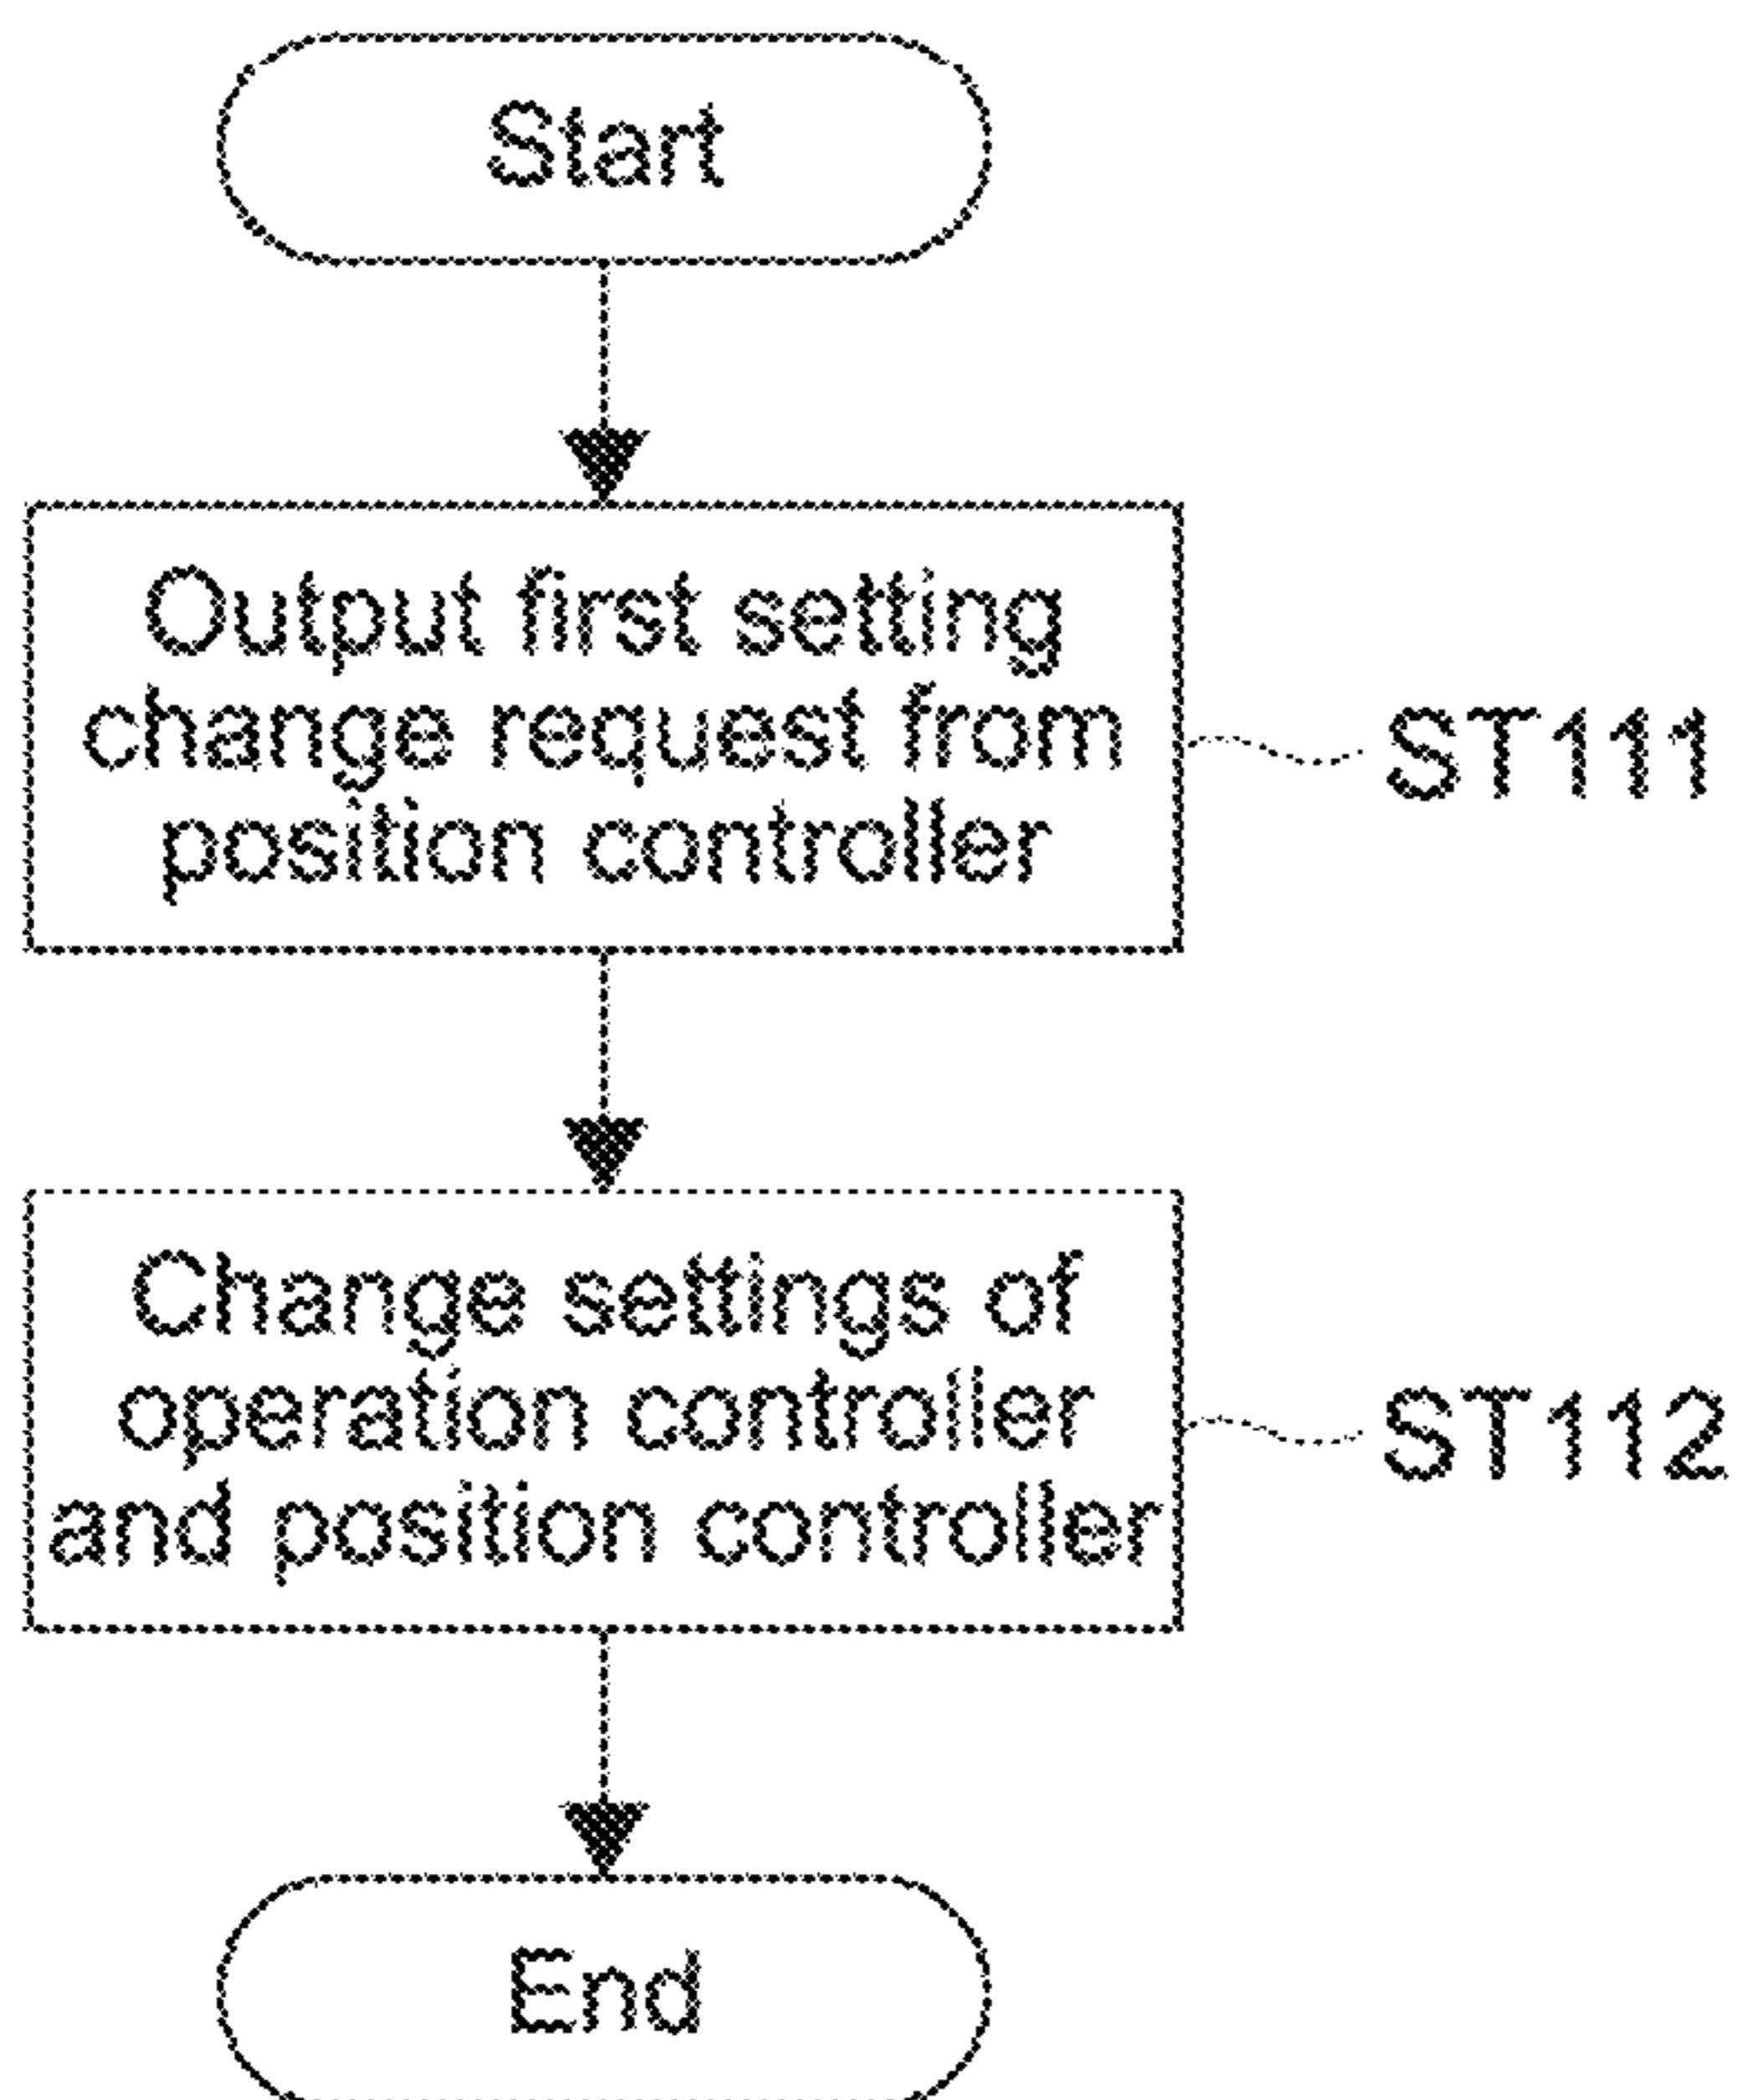 Start
Output first setting
change request from
position controller
ST111
Change settings of
operation controller
and position controller
ST112
End